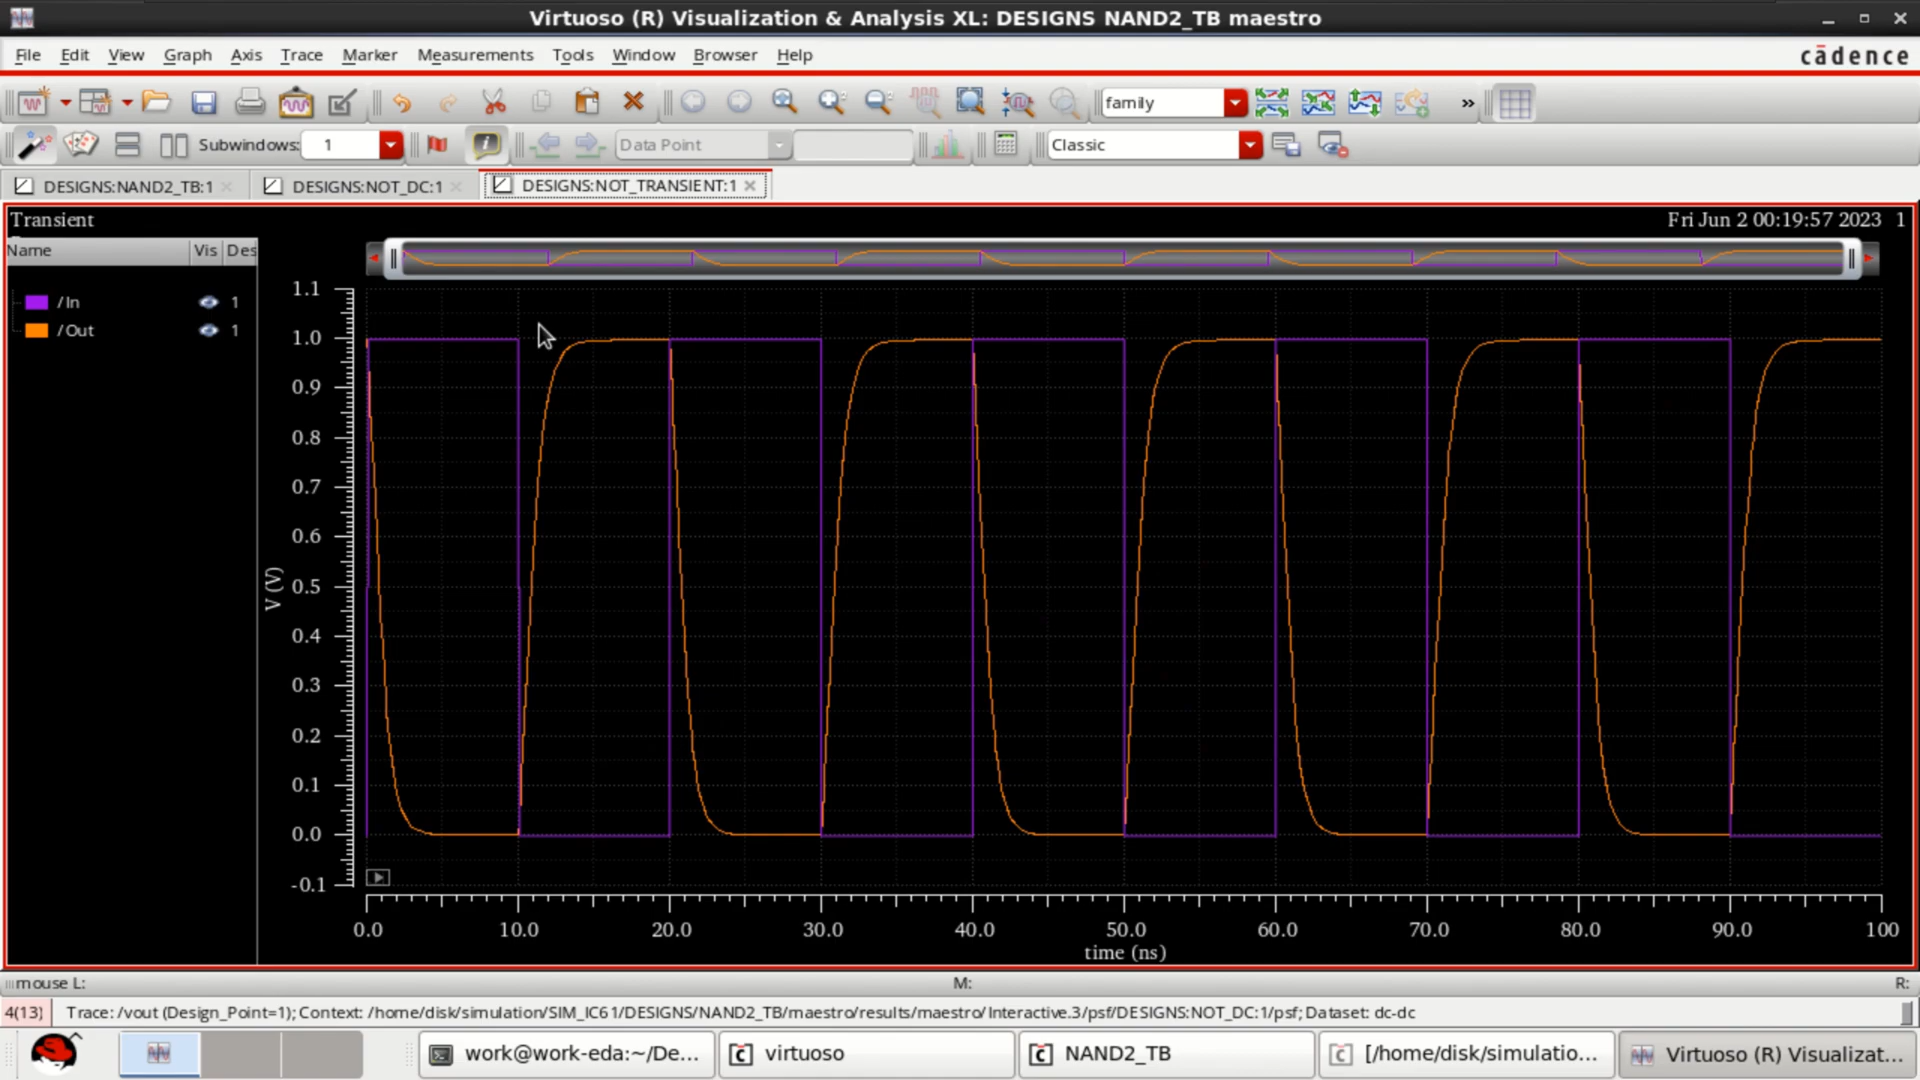 Virtuoso (R) Visualization & Analysis XL: DESIGNS NAND2_TB maestro
File Edit View Graph Axis Trace Marker Measurements Tools Window Browser Help cādence
family »
Subwindows: 1 Data Point Classic
DESIGNS:NAND2_TB:1 DESIGNS:NOT_DC:1 DESIGNS:NOT_TRANSIENT:1
Transient Fri Jun 2 00:19:57 2023 1
Name Vis Des
/In 1
/Out 1
1.1
1.0
0.9
0.8
0.7
0.6
0.5
0.4
0.3
0.2
0.1
0.0
-0.1
V (V)
0.0 10.0 20.0 30.0 40.0 50.0 60.0 70.0 80.0 90.0 100
time (ns)
mouse L: M: R:
4(13) Trace: /vout (Design_Point=1); Context: /home/disk/simulation/SIM_IC61/DESIGNS/NAND2_TB/maestro/results/maestro/Interactive.3/psf/DESIGNS:NOT_DC:1/psf; Dataset: dc-dc
work@work-eda:~/De... virtuoso NAND2_TB [/home/disk/simulatio... Virtuoso (R) Visualizat...